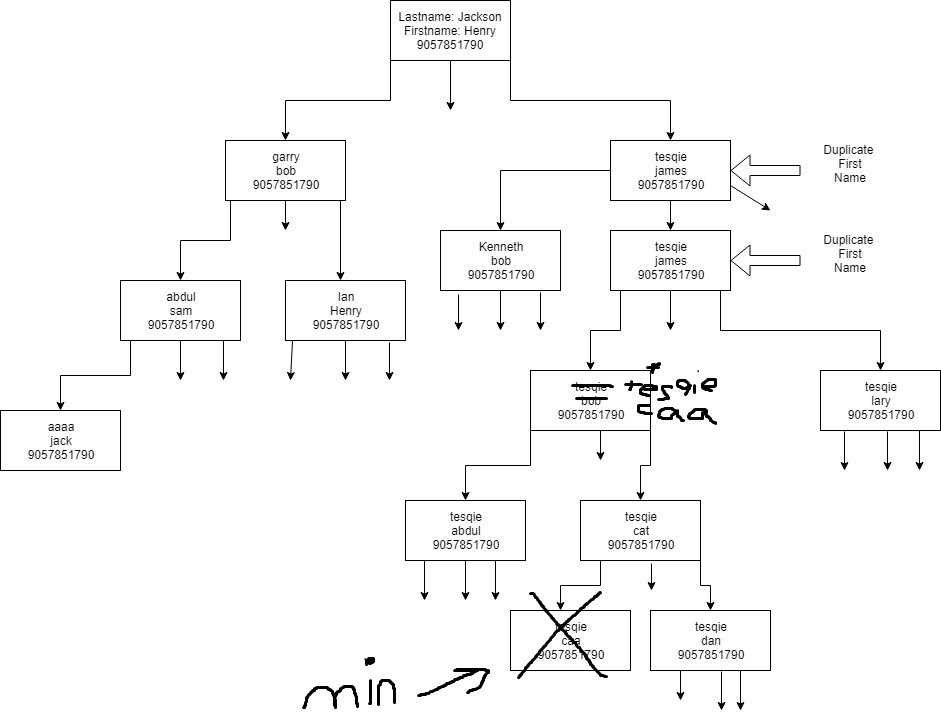 Lastname: Jackson
Firstname: Henry
9057851790
garry
bob
9057851790
tesqie
james
9057851790
Duplicate
First
Name
Kenneth
bob
9057851790
tesqie
james
9057851790
Duplicate
First
Name
abdul
sam
9057851790
Ian
Henry
9057851790
tesqie
bob
9057851790
tesqie
caa
tesqie
lary
9057851790
aaaa
jack
9057851790
tesqie
abdul
9057851790
tesqie
cat
9057851790
tesqie
caa
9057851790
tesqie
dan
9057851790
min